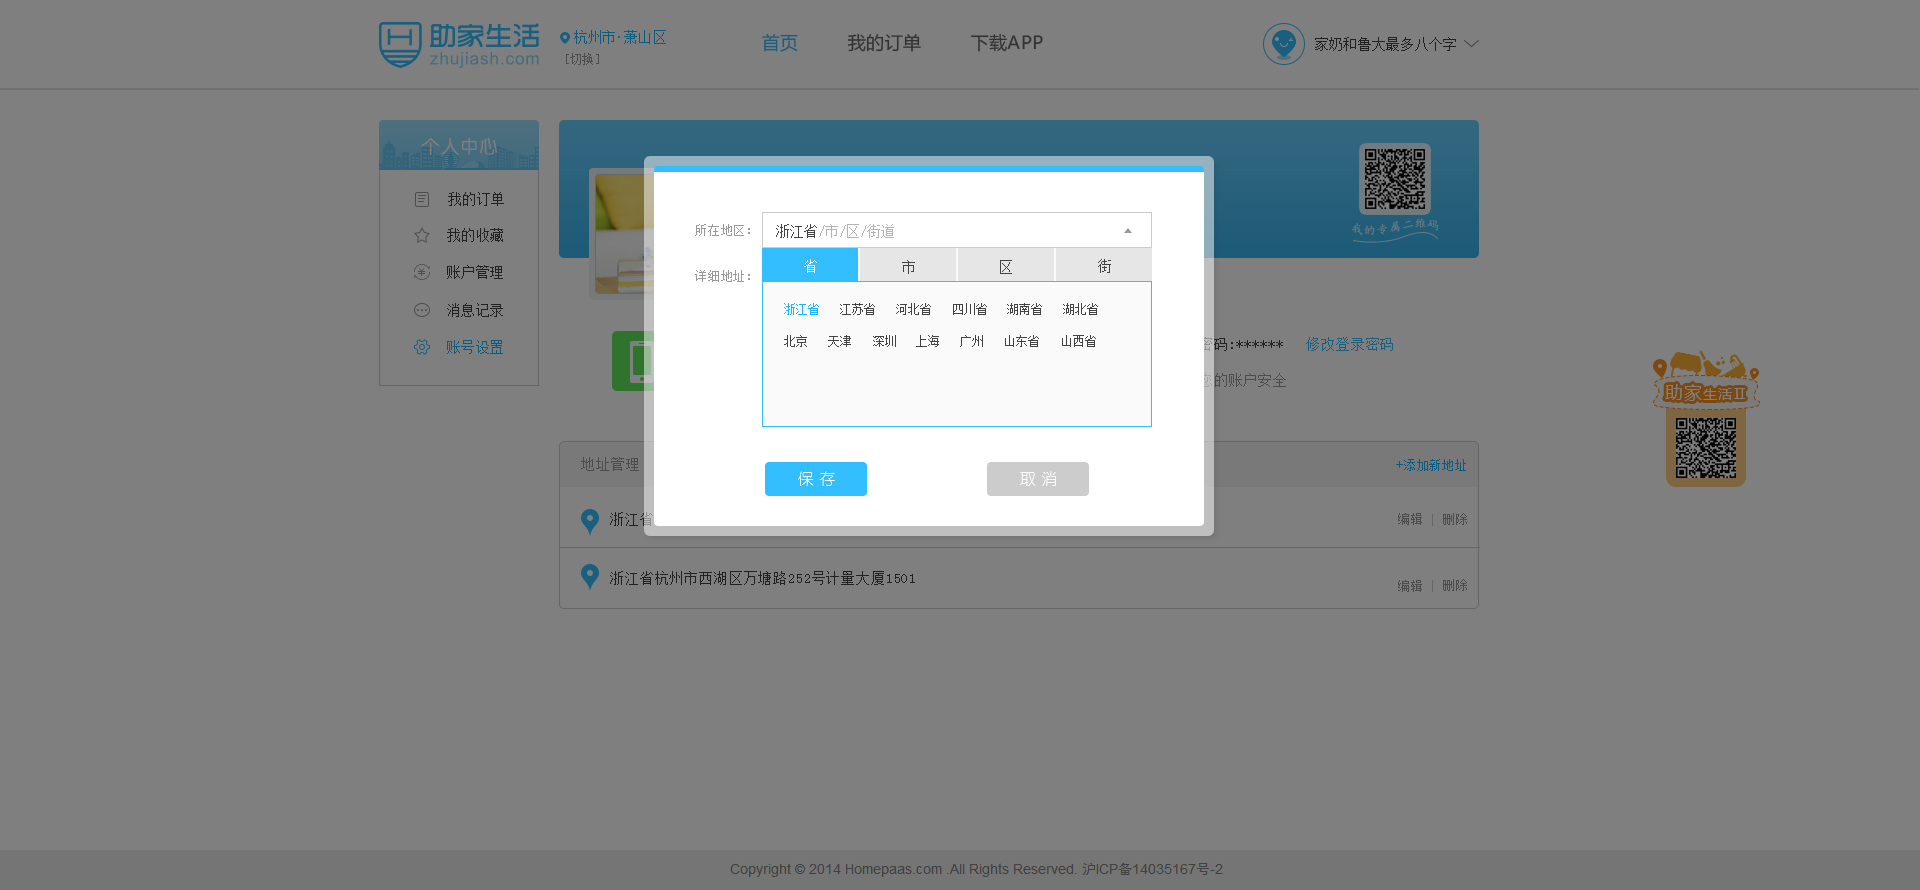 助家生活
zhujiash.com
杭州市·萧山区
[切换]
首页
我的订单
下载APP
家奶和鲁大最多八个字
个人中心
我的订单
我的收藏
账户管理
消息记录
账号设置
我的专属二维码
所在地区：
浙江省/市/区/街道
省
市
区
街
详细地址：
浙江省 江苏省 河北省 四川省 湖南省 湖北省
北京 天津 深圳 上海 广州 山东省 山西省
保存
取消
码:******
修改登录密码
的账户安全
助家生活II
地址管理
+添加新地址
浙江省
编辑 | 删除
浙江省杭州市西湖区万塘路252号计量大厦1501
编辑 | 删除
Copyright © 2014 Homepaas.com .All Rights Reserved. 沪ICP备14035167号-2